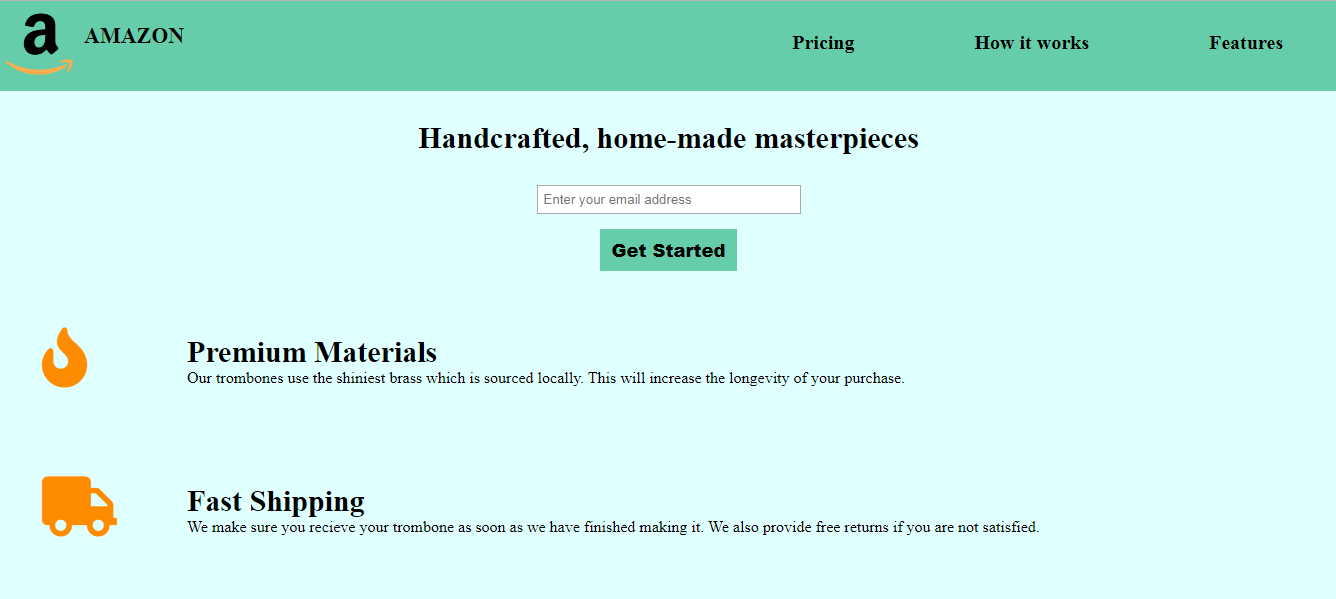 a AMAZON
Pricing
How it works
Features
Handcrafted, home-made masterpieces
Enter your email address
Get Started
Premium Materials
Our trombones use the shiniest brass which is sourced locally. This will increase the longevity of your purchase.
Fast Shipping
We make sure you recieve your trombone as soon as we have finished making it. We also provide free returns if you are not satisfied.